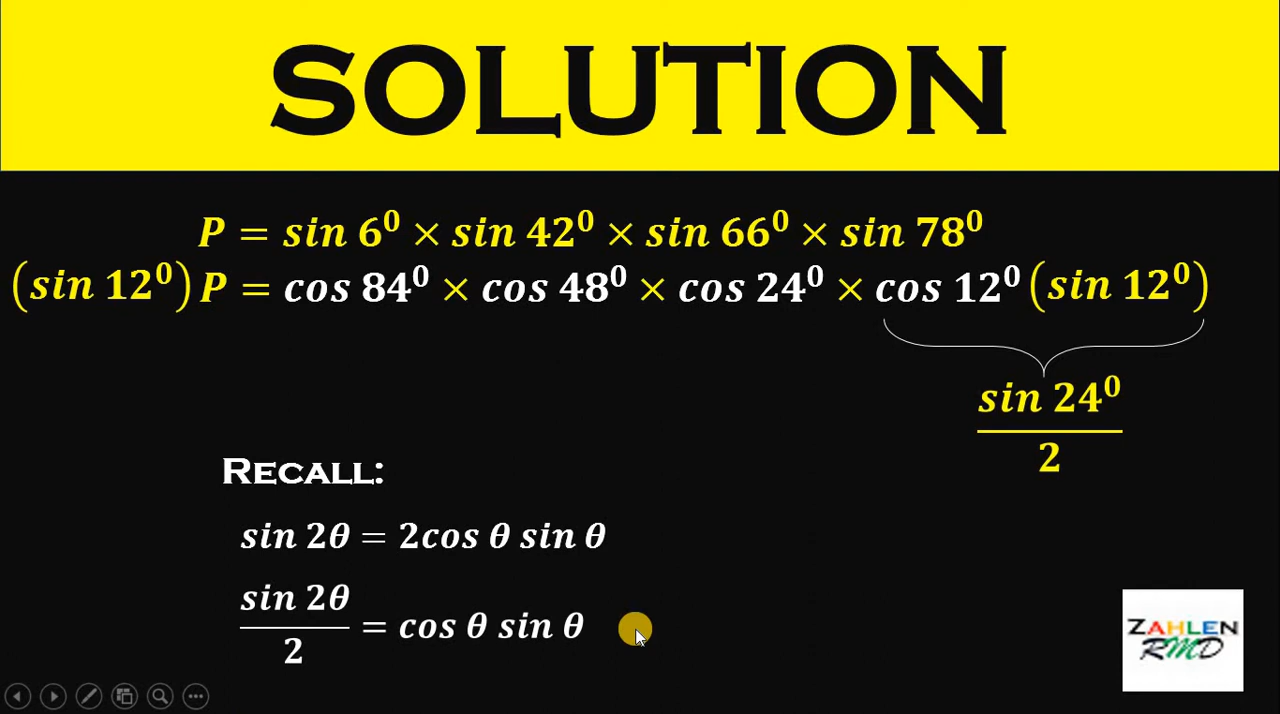 SOLUTION
P = sin 6⁰ × sin 42⁰ × sin 66⁰ × sin 78⁰
(sin 12⁰) P = cos 84⁰ × cos 48⁰ × cos 24⁰ × cos 12⁰ (sin 12⁰)
sin 24⁰
2
RECALL:
sin 2θ = 2cos θ sin θ
sin 2θ
2
= cos θ sin θ
ZAHLEN
RMD